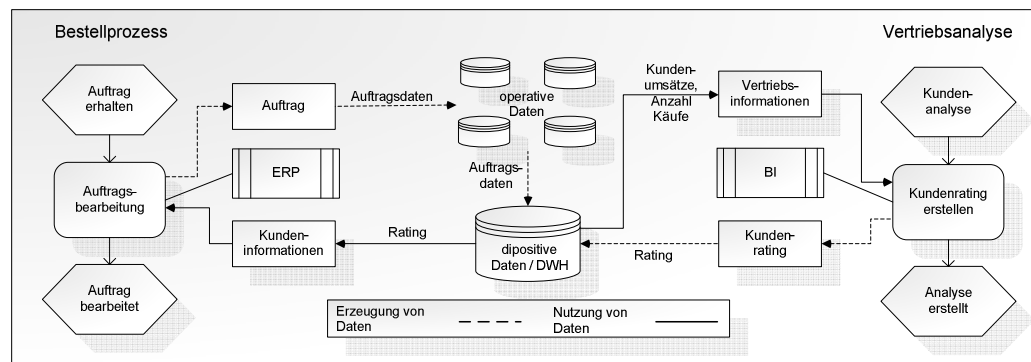 Bestellprozess
Vertriebsanalyse
Auftrag
erhalten
Auftrag
Auftragsdaten
operative
Daten
Kunden-
umsätze,
Anzahl
Käufe
Vertriebs-
informationen
Kunden-
analyse
Auftrags-
bearbeitung
ERP
Auftrags-
daten
BI
Kundenrating
erstellen
Kunden-
informationen
Rating
dipositive
Daten / DWH
Rating
Kunden-
rating
Auftrag
bearbeitet
Analyse
erstellt
Erzeugung von
Daten
Nutzung von
Daten